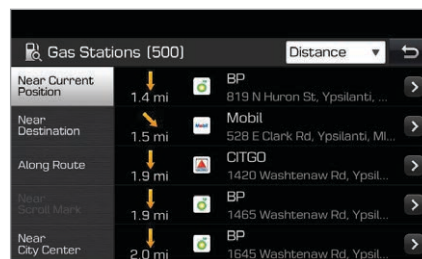 Gas Stations (500)
Distance
Near Current
Position
1.4 mi
BP
819 N Huron St, Ypsilanti, ...
Near
Destination
1.5 mi
Mobil
Mobil
528 E Clark Rd, Ypsilanti, MI...
Along Route
1.9 mi
CITGO
1420 Washtenaw Rd, Ypsil...
Near
Scroll Mark
1.9 mi
BP
1465 Washtenaw Rd, Ypsil...
Near
City Center
2.0 mi
BP
1645 Washtenaw Rd, Ypsil...